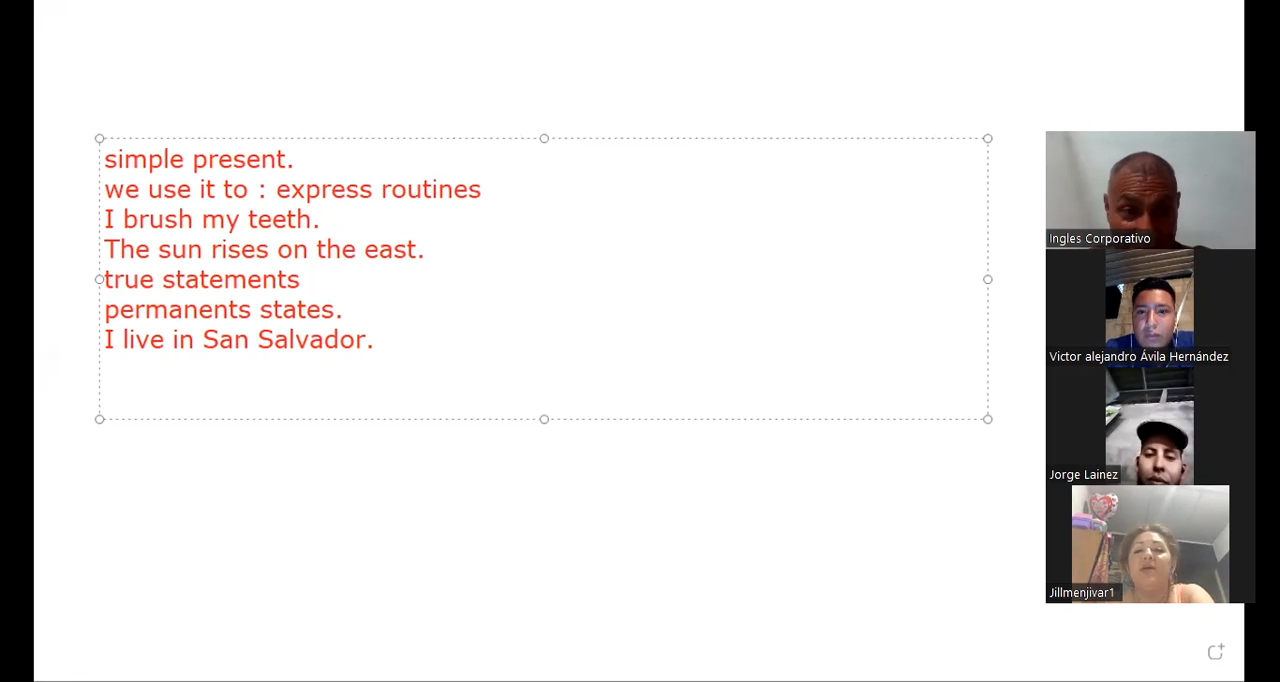 simple present.
we use it to : express routines
I brush my teeth.
The sun rises on the east.
true statements
permanents states.
I live in San Salvador.
Ingles Corporativo
Victor alejandro Ávila Hernández
Jorge Lainez
Jillmenjivar1